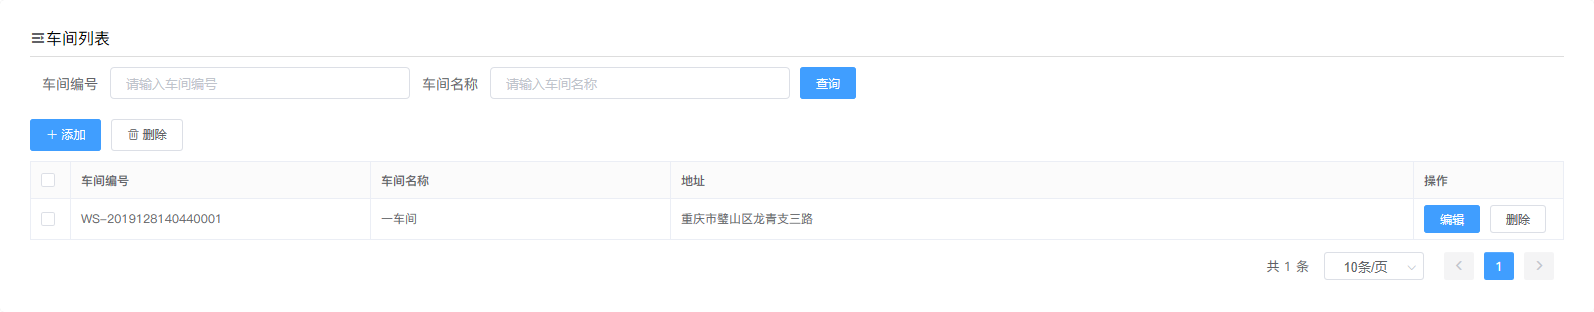 车间列表
车间编号 请输入车间编号 车间名称 请输入车间名称 查询
添加 删除
车间编号 车间名称 地址 操作
WS-2019128140440001 一车间 重庆市璧山区龙青支三路 编辑 删除
共 1 条 10条/页 1